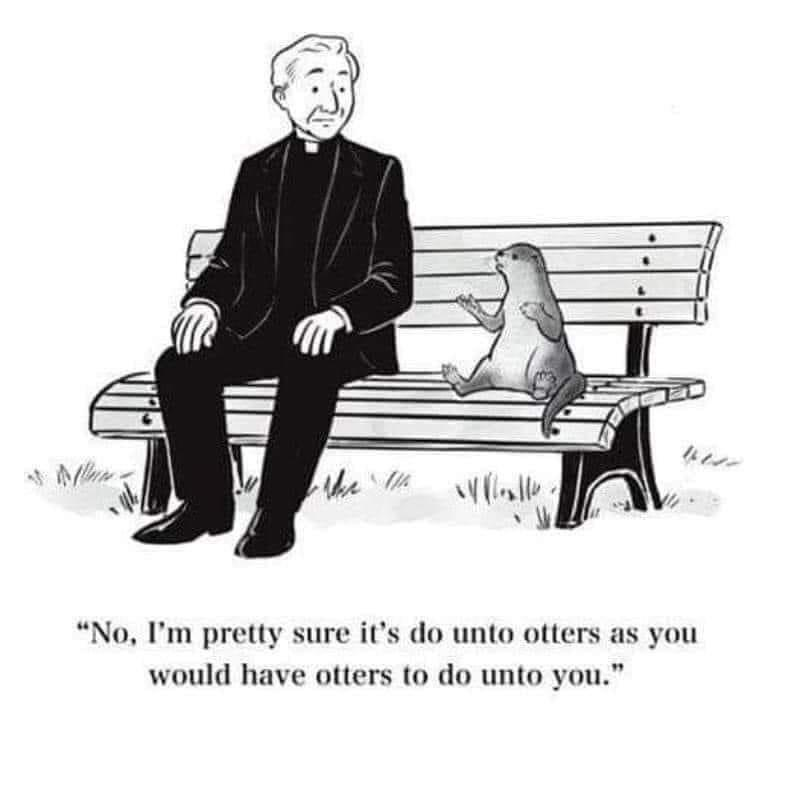 “No, I’m pretty sure it’s do unto otters as you
would have otters to do unto you.”